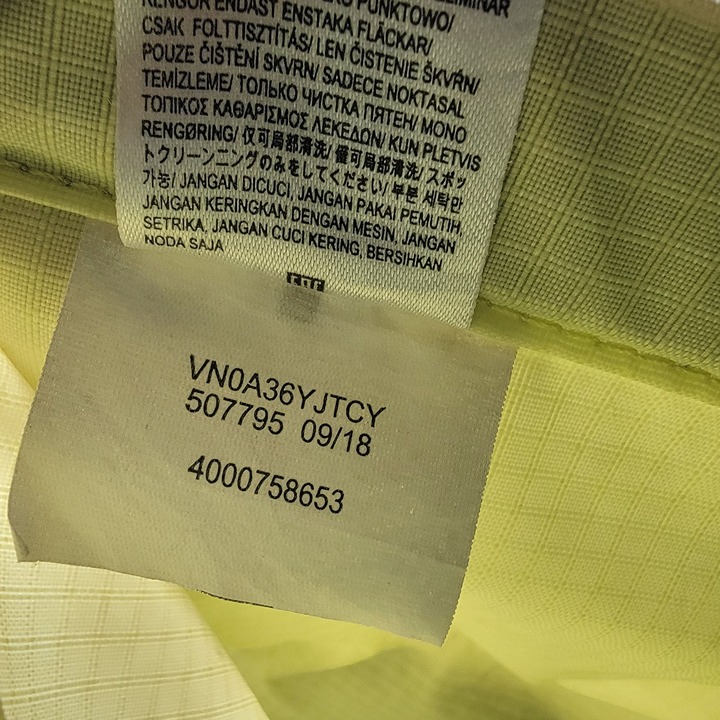 PUNKTOWO/
RENGÖR ENDAST ENSTAKA FLÄCKAR/
CSAK FOLTTISZTÍTÁS/ LEN ČISTENIE ŠKVŔN/
POUZE ČIŠTĚNÍ SKVRN/ SADECE NOKTASAL
TEMİZLEME/ ТОЛЬКО ЧИСТКА ПЯТЕН/ MONO
ΤΟΠΙΚΟΣ ΚΑΘΑΡΙΣΜΟΣ ΛΕΚΕΔΩΝ/ KUN PLETVIS
RENGØRING/ 仅可局部清洗/ 僅可局部清洗/ スポッ
トクリーンニングのみをしてください/ 부분 세탁만
가능/ JANGAN DICUCI, JANGAN PAKAI PEMUTIH,
JANGAN KERINGKAN DENGAN MESIN, JANGAN
SETRIKA, JANGAN CUCI KERING, BERSIHKAN
NODA SAJA
VN0A36YJTCY
507795 09/18
4000758653